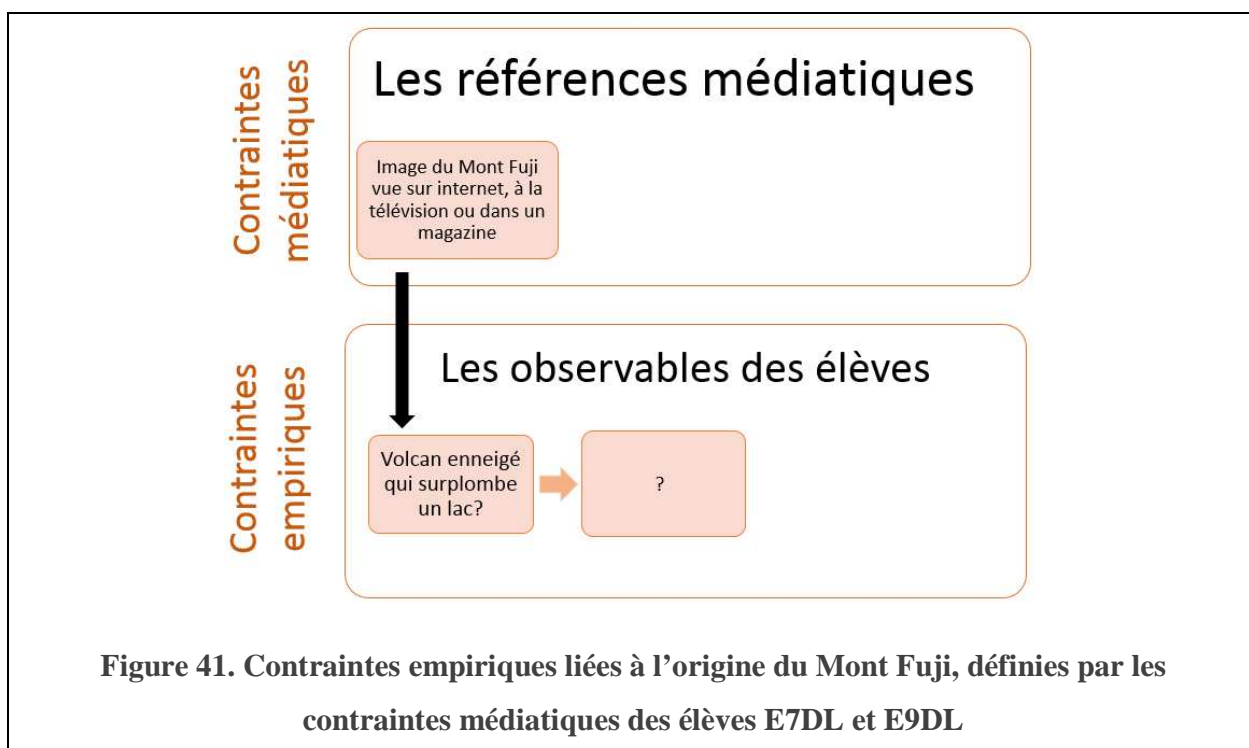 Contraintes
médiatiques
Les références médiatiques
Image du Mont Fuji
vue sur internet, à la
télévision ou dans un
magazine
Contraintes
empiriques
Les observables des élèves
Volcan enneigé
qui surplombe
un lac?
?
Figure 41. Contraintes empiriques liées à l’origine du Mont Fuji, définies par les
contraintes médiatiques des élèves E7DL et E9DL